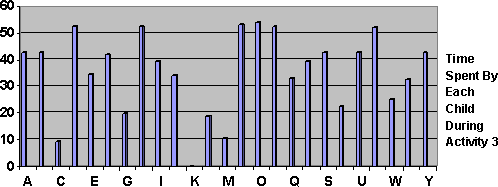 60
50
40
30
20
10
0
A C E G I K M O Q S U W Y
Time
Spent By
Each
Child
During
Activity 3